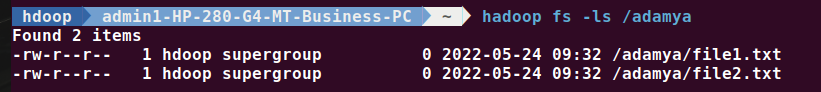 hdoop admin1-HP-280-G4-MT-Business-PC ~ hadoop fs -ls /adamya
Found 2 items
-rw-r--r--   1 hdoop supergroup          0 2022-05-24 09:32 /adamya/file1.txt
-rw-r--r--   1 hdoop supergroup          0 2022-05-24 09:32 /adamya/file2.txt